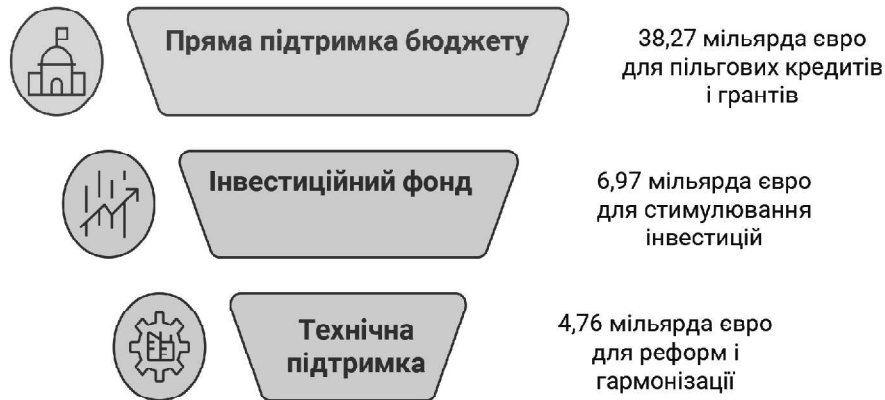 Пряма підтримка бюджету
38,27 мільярда євро
для пільгових кредитів
і грантів
Інвестиційний фонд
6,97 мільярда євро
для стимулювання
інвестицій
Технічна
підтримка
4,76 мільярда євро
для реформ і
гармонізації